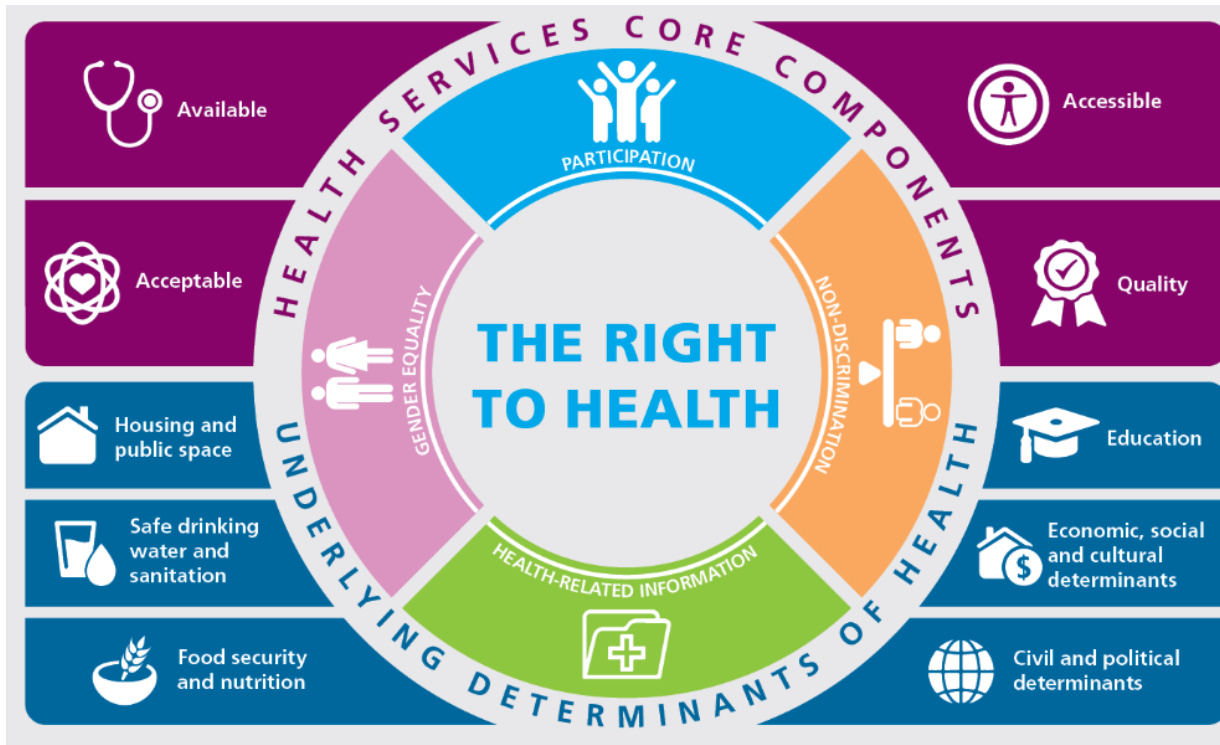 HEALTH SERVICES CORE COMPONENTS
Available
Accessible
Acceptable
Quality
PARTICIPATION
GENDER EQUALITY
NON-DISCRIMINATION
THE RIGHT
TO HEALTH
HEALTH-RELATED INFORMATION
UNDERLYING DETERMINANTS OF HEALTH
Housing and
public space
Education
Safe drinking
water and
sanitation
Economic, social
and cultural
determinants
$
Food security
and nutrition
Civil and political
determinants